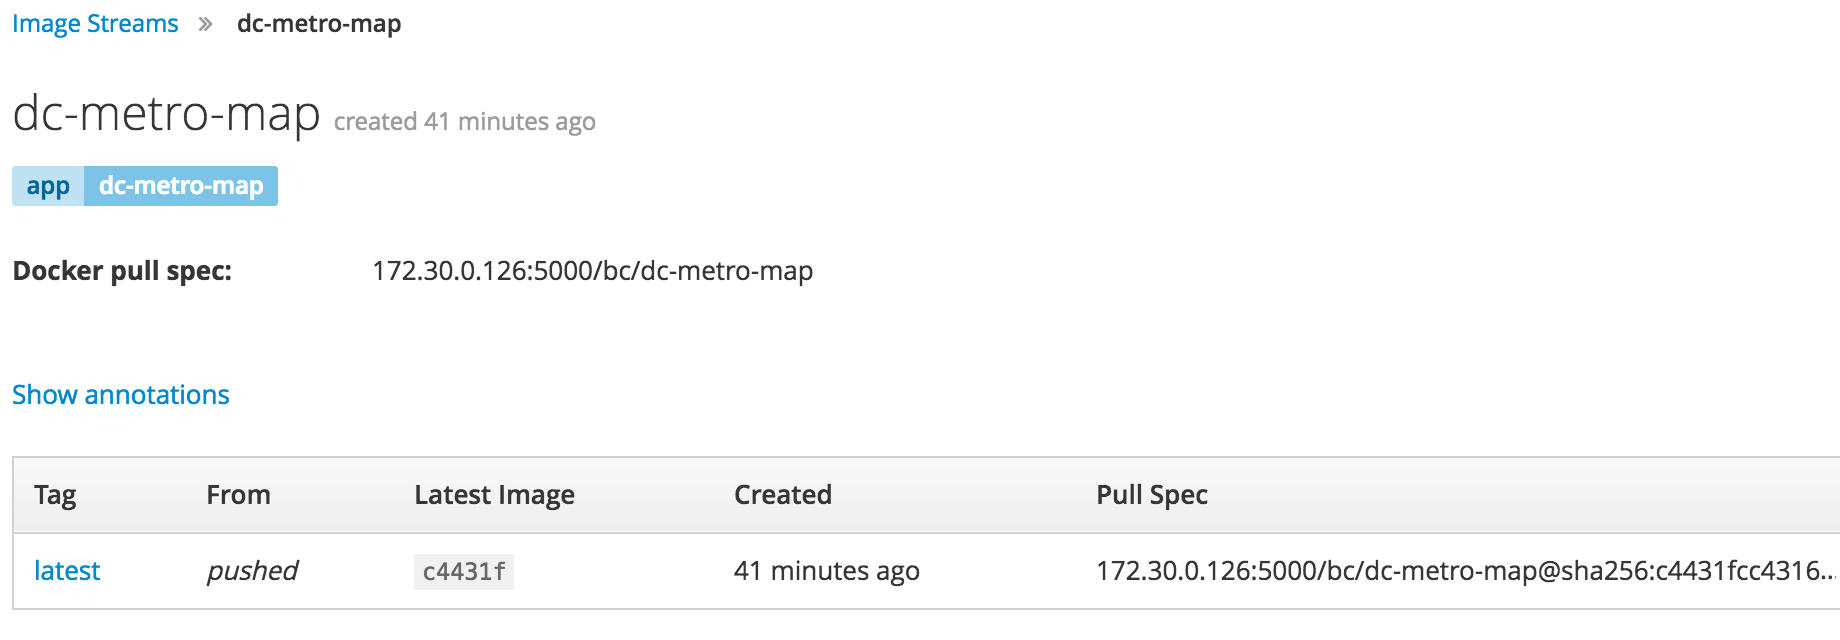 Image Streams » dc-metro-map
dc-metro-map created 41 minutes ago
app dc-metro-map
Docker pull spec: 172.30.0.126:5000/bc/dc-metro-map
Show annotations
Tag From Latest Image Created Pull Spec
latest pushed c4431f 41 minutes ago 172.30.0.126:5000/bc/dc-metro-map@sha256:c4431fcc4316...